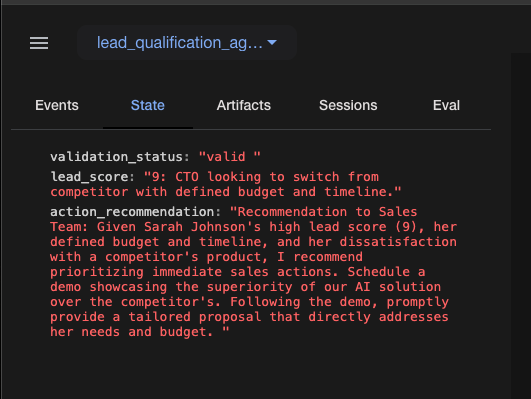 lead_qualification_ag...
Events State Artifacts Sessions Eval
validation_status: "valid "
lead_score: "9: CTO looking to switch from
competitor with defined budget and timeline."
action_recommendation: "Recommendation to Sales
Team: Given Sarah Johnson's high lead score (9), her
defined budget and timeline, and her dissatisfaction
with a competitor's product, I recommend
prioritizing immediate sales actions. Schedule a
demo showcasing the superiority of our AI solution
over the competitor's. Following the demo, promptly
provide a tailored proposal that directly addresses
her needs and budget. "